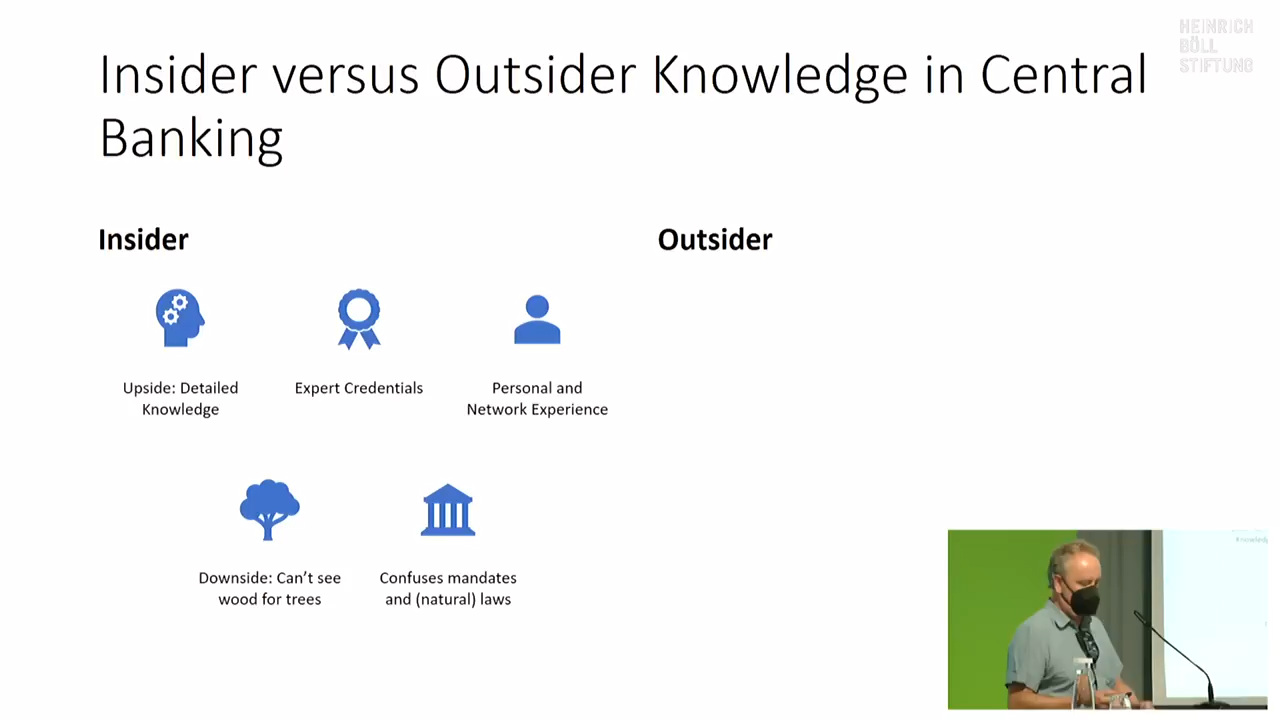 HEINRICH
BÖLL
STIFTUNG
Insider versus Outsider Knowledge in Central
Banking
Insider
Outsider
Upside: Detailed
Knowledge
Expert Credentials
Personal and
Network Experience
Downside: Can't see
wood for trees
Confuses mandates
and (natural) laws